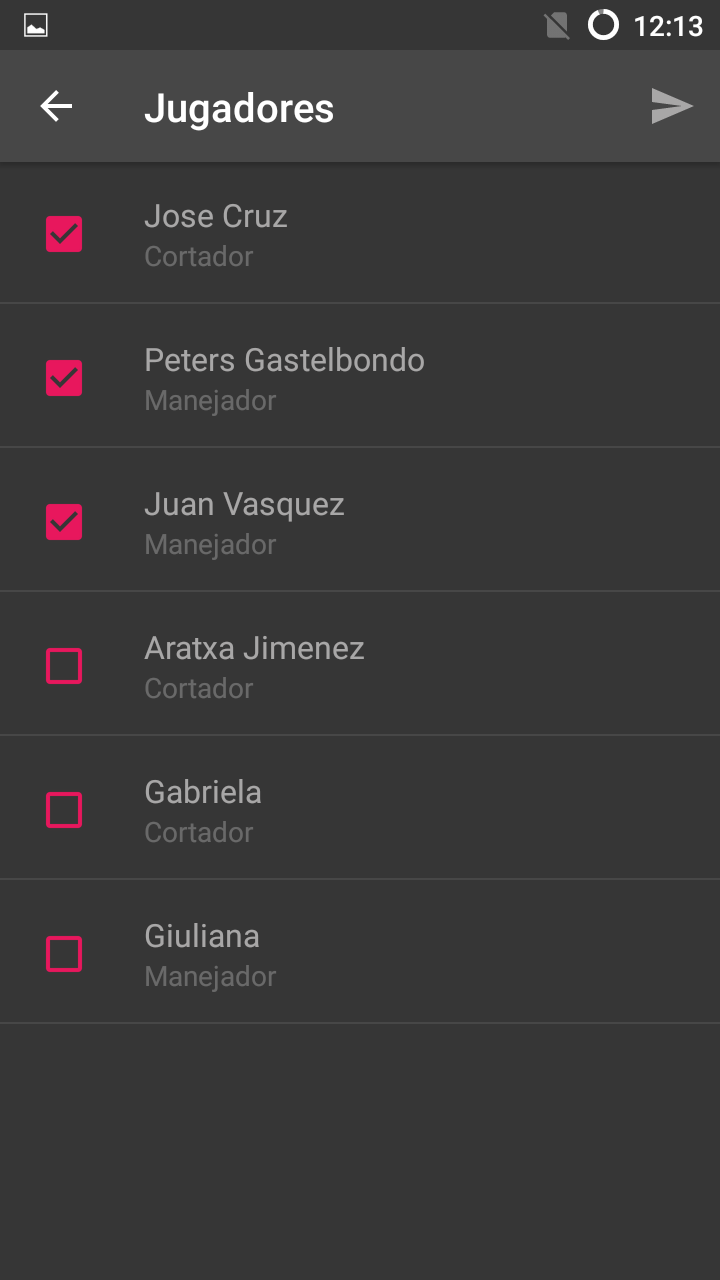 12:13
Jugadores
Jose Cruz
Cortador
Peters Gastelbondo
Manejador
Juan Vasquez
Manejador
Aratxa Jimenez
Cortador
Gabriela
Cortador
Giuliana
Manejador